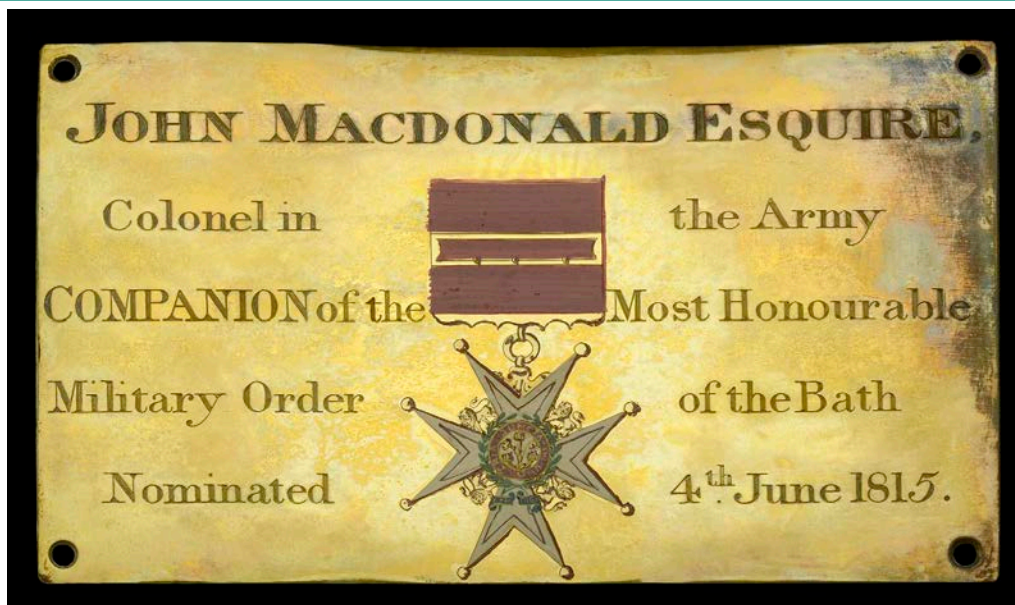 JOHN MACDONALD ESQUIRE,
Colonel in the Army
COMPANION of the Most Honourable
Military Order of the Bath
Nominated 4th June 1815.